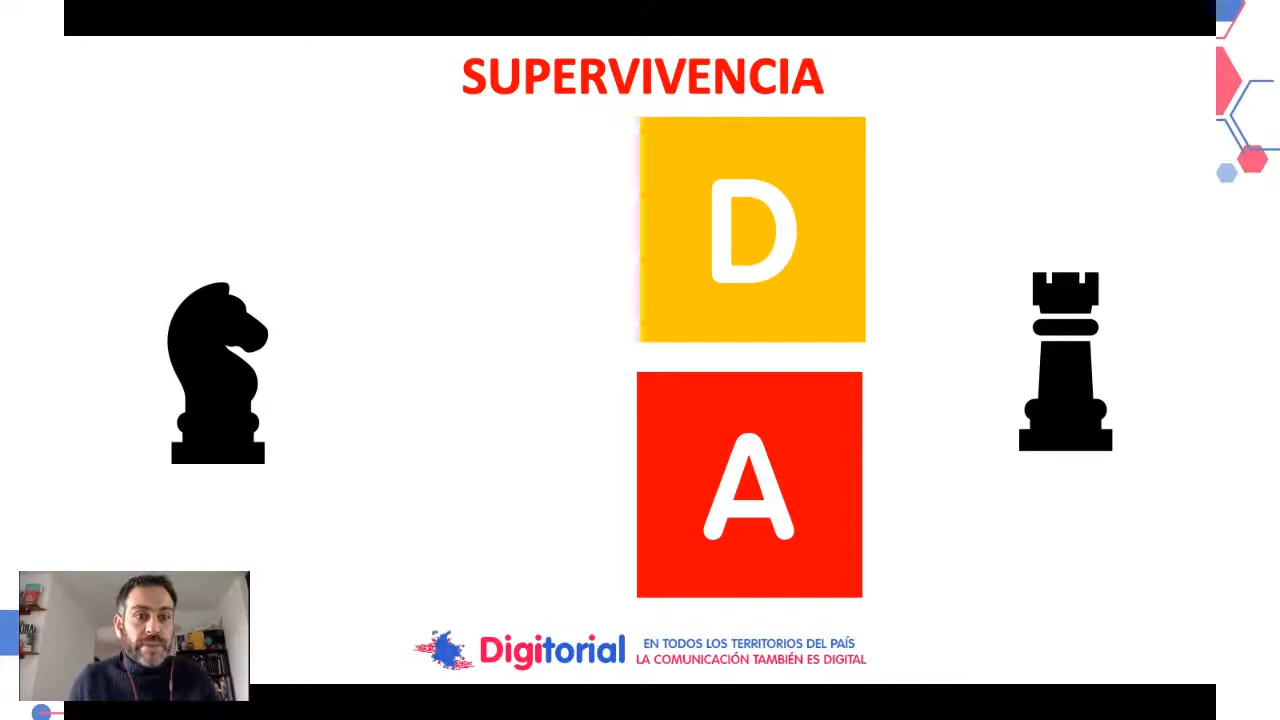 SUPERVIVENCIA
D
A
Digitorial
EN TODOS LOS TERRITORIOS DEL PAÍS
LA COMUNICACIÓN TAMBIÉN ES DIGITAL